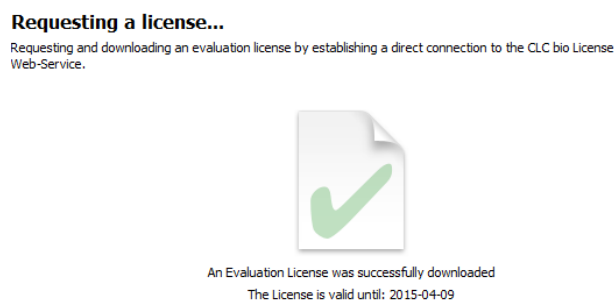 Requesting a license...
Requesting and downloading an evaluation license by establishing a direct connection to the CLC bio License
Web-Service.
An Evaluation License was successfully downloaded
The License is valid until: 2015-04-09